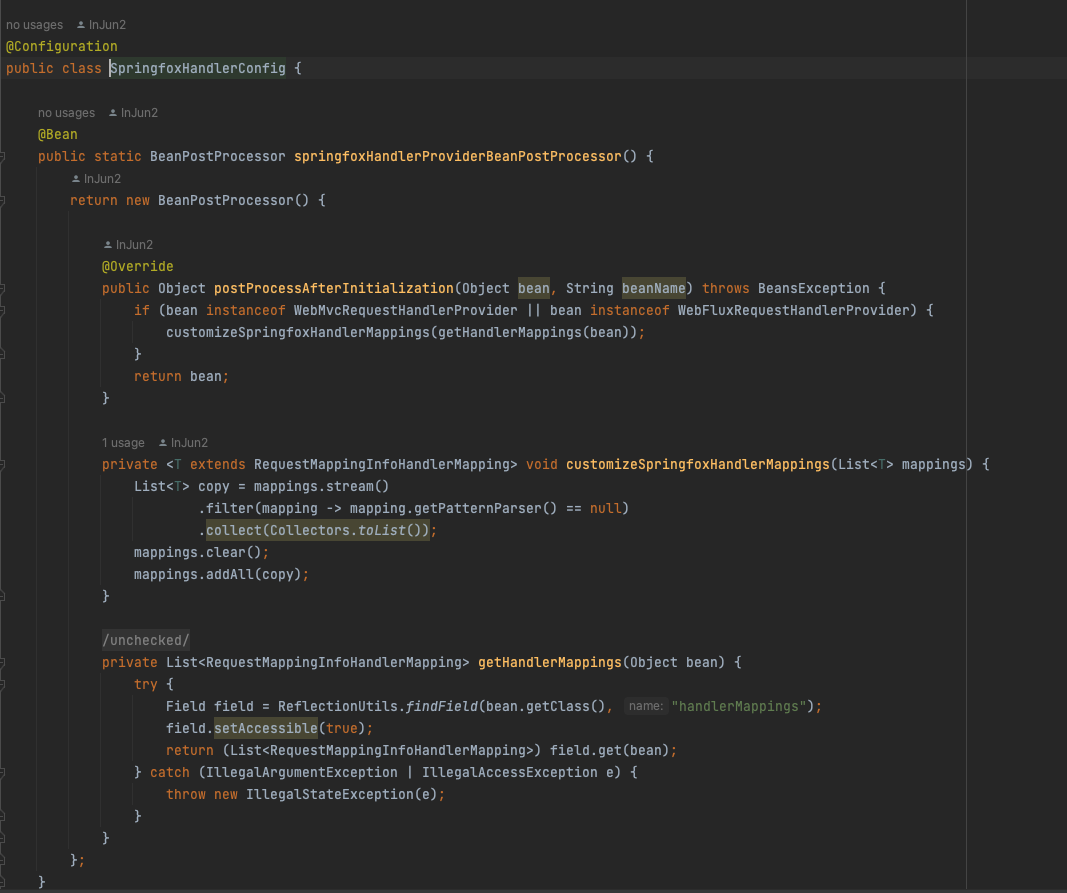 no usages InJun2
@Configuration
public class SpringfoxHandlerConfig {
no usages InJun2
@Bean
public static BeanPostProcessor springfoxHandlerProviderBeanPostProcessor() {
InJun2
return new BeanPostProcessor() {
InJun2
@Override
public Object postProcessAfterInitialization(Object bean, String beanName) throws BeansException {
if (bean instanceof WebMvcRequestHandlerProvider || bean instanceof WebFluxRequestHandlerProvider) {
customizeSpringfoxHandlerMappings(getHandlerMappings(bean));
}
return bean;
}
1 usage InJun2
private <T extends RequestMappingInfoHandlerMapping> void customizeSpringfoxHandlerMappings(List<T> mappings) {
List<T> copy = mappings.stream()
.filter(mapping -> mapping.getPatternParser() == null)
.collect(Collectors.toList());
mappings.clear();
mappings.addAll(copy);
}
/unchecked/
private List<RequestMappingInfoHandlerMapping> getHandlerMappings(Object bean) {
try {
Field field = ReflectionUtils.findField(bean.getClass(), name: "handlerMappings");
field.setAccessible(true);
return (List<RequestMappingInfoHandlerMapping>) field.get(bean);
} catch (IllegalArgumentException | IllegalAccessException e) {
throw new IllegalStateException(e);
}
}
};
}